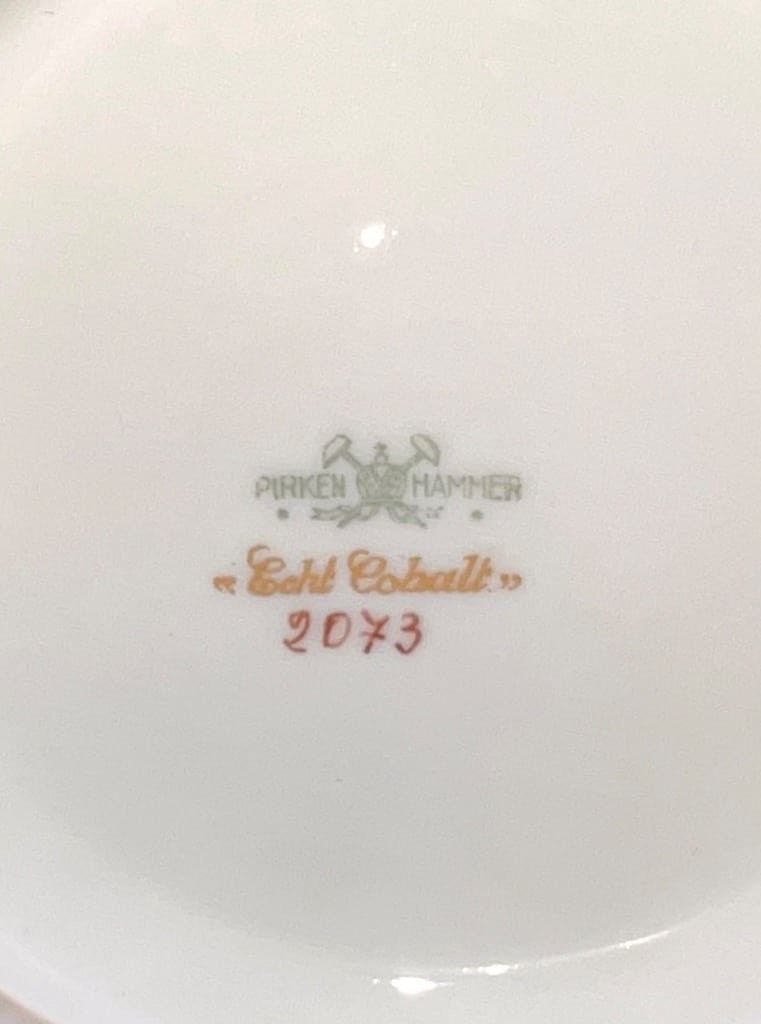 PIRKEN HAMMER
"Echt Cobalt"
2073